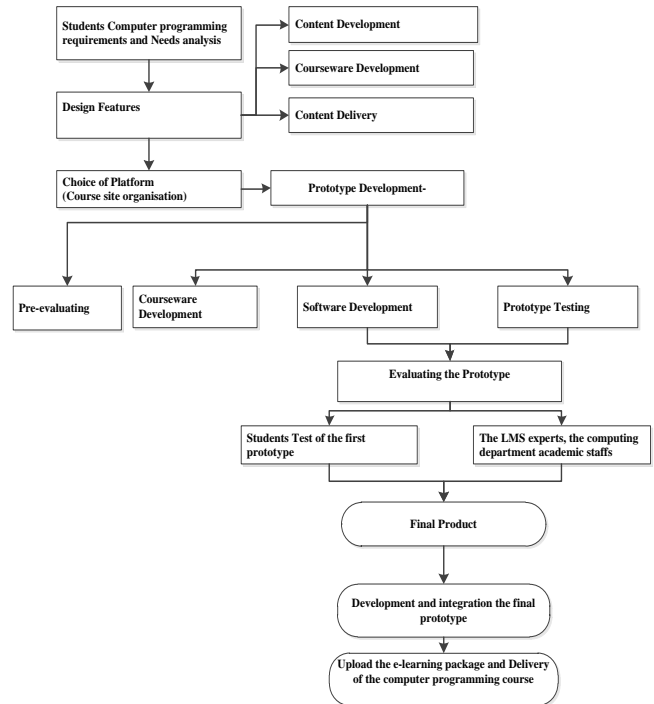 Students Computer programming
requirements and Needs analysis
Content Development
Courseware Development
Design Features
Content Delivery
Choice of Platform
(Course site organisation)
Prototype Development-
Pre-evaluating
Courseware
Development
Software Development
Prototype Testing
Evaluating the Prototype
Students Test of the first
prototype
The LMS experts, the computing
department academic staffs
Final Product
Development and integration the final
prototype
Upload the e-learning package and Delivery
of the computer programming course